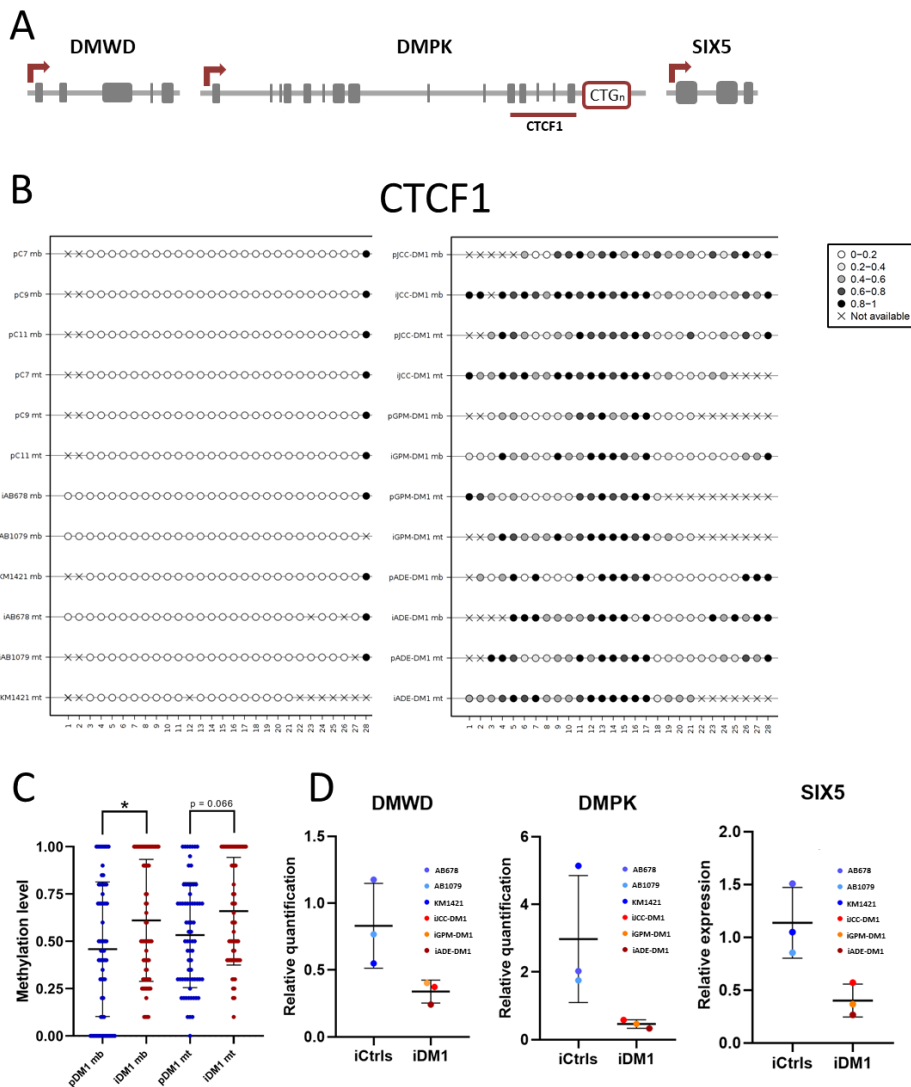 A
DMWD
DMPK
SIX5
CTGn
CTCF1
B
CTCF1
pC7 mb
pC9 mb
pC11 mb
pC7 mt
pC9 mt
pC11 mt
iAB678 mb
AB1079 mb
KM1421 mb
iAB678 mt
iAB1079 mt
KM1421 mt
1 2 3 4 5 6 7 8 9 10 11 12 13 14 15 16 17 18 19 20 21 22 23 24 25 26 27 28
pJCC-DM1 mb
iJCC-DM1 mb
pJCC-DM1 mt
iJCC-DM1 mt
pGPM-DM1 mb
iGPM-DM1 mb
pGPM-DM1 mt
iGPM-DM1 mt
pADE-DM1 mb
iADE-DM1 mb
pADE-DM1 mt
iADE-DM1 mt
1 2 3 4 5 6 7 8 9 10 11 12 13 14 15 16 17 18 19 20 21 22 23 24 25 26 27 28
0−0.2
0.2−0.4
0.4−0.6
0.6−0.8
0.8−1
Not available
C
* p = 0.066
Methylation level
1.00
0.75
0.50
0.25
0.00
pDM1 mb iDM1 mb pDM1 mt iDM1 mt
D
DMWD
Relative quantification
1.5
1.0
0.5
0.0
AB678
AB1079
KM1421
iJCC-DM1
iGPM-DM1
iADE-DM1
iCtrls iDM1
DMPK
Relative quantification
6
4
2
0
AB678
AB1079
KM1421
iJCC-DM1
iGPM-DM1
iADE-DM1
iCtrls iDM1
SIX5
Relative expression
2.0
1.5
1.0
0.5
0.0
AB678
AB1079
KM1421
iJCC-DM1
iGPM-DM1
iADE-DM1
iCtrls iDM1